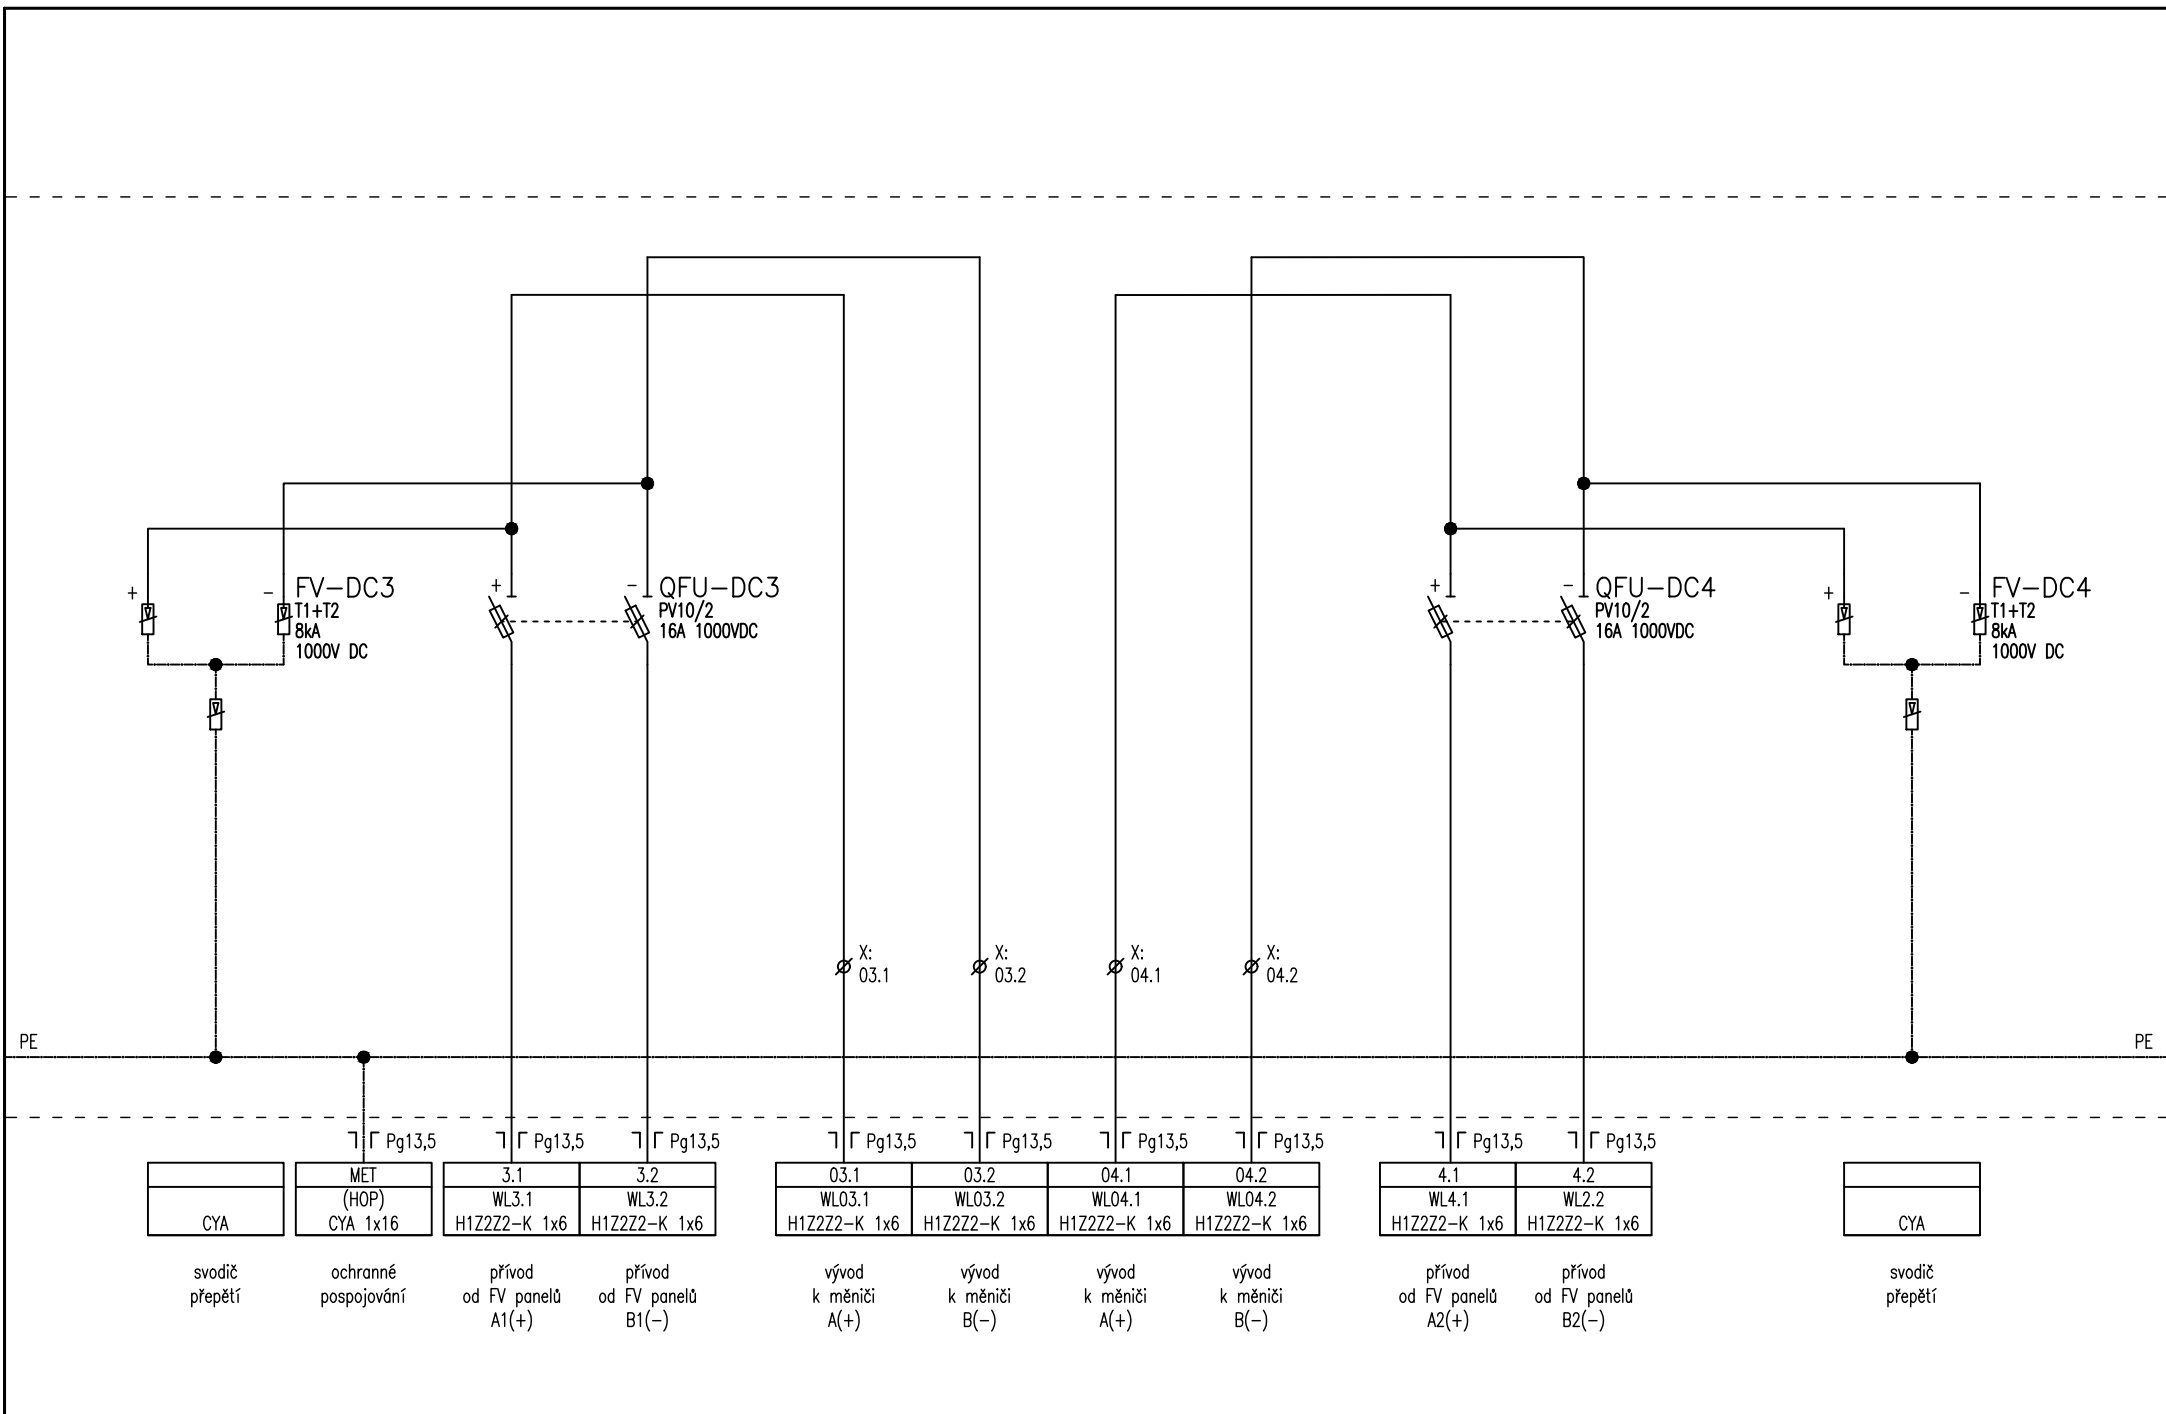 +
-
FV-DC3
T1+T2
8kA
1000V DC
+
-
QFU-DC3
PV10/2
16A 1000VDC
+
-
QFU-DC4
PV10/2
16A 1000VDC
+
-
FV-DC4
T1+T2
8kA
1000V DC
X:
03.1
X:
03.2
X:
04.1
X:
04.2
PE
PE
Pg13,5
Pg13,5
Pg13,5
Pg13,5
Pg13,5
Pg13,5
Pg13,5
Pg13,5
Pg13,5
CYA
svodič
přepětí
MET
(HOP)
CYA 1x16
ochranné
pospojování
3.1
WL3.1
H1Z2Z2-K 1x6
přívod
od FV panelů
A1(+)
3.2
WL3.2
H1Z2Z2-K 1x6
přívod
od FV panelů
B1(-)
03.1
WL03.1
H1Z2Z2-K 1x6
vývod
k měniči
A(+)
03.2
WL03.2
H1Z2Z2-K 1x6
vývod
k měniči
B(-)
04.1
WL04.1
H1Z2Z2-K 1x6
vývod
k měniči
A(+)
04.2
WL04.2
H1Z2Z2-K 1x6
vývod
k měniči
B(-)
4.1
WL4.1
H1Z2Z2-K 1x6
přívod
od FV panelů
A2(+)
4.2
WL2.2
H1Z2Z2-K 1x6
přívod
od FV panelů
B2(-)
CYA
svodič
přepětí